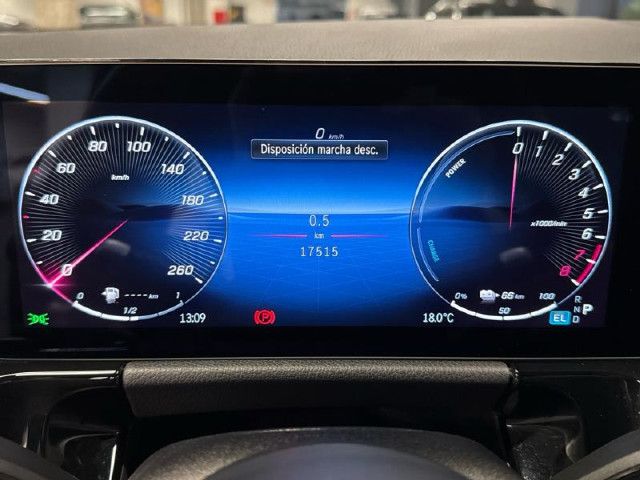 0 km/h
Disposición marcha desc.
0.5
km
17515
0 20 40 60 80 100 140 180 220 260
km/h
---- km
0 1/2 1
13:09
P
POWER
CHARGE
0 1 2 3 4 5 6 7 8
x1000/min
66 km
0% 50 100
18.0°C
EL
R
N
D
P